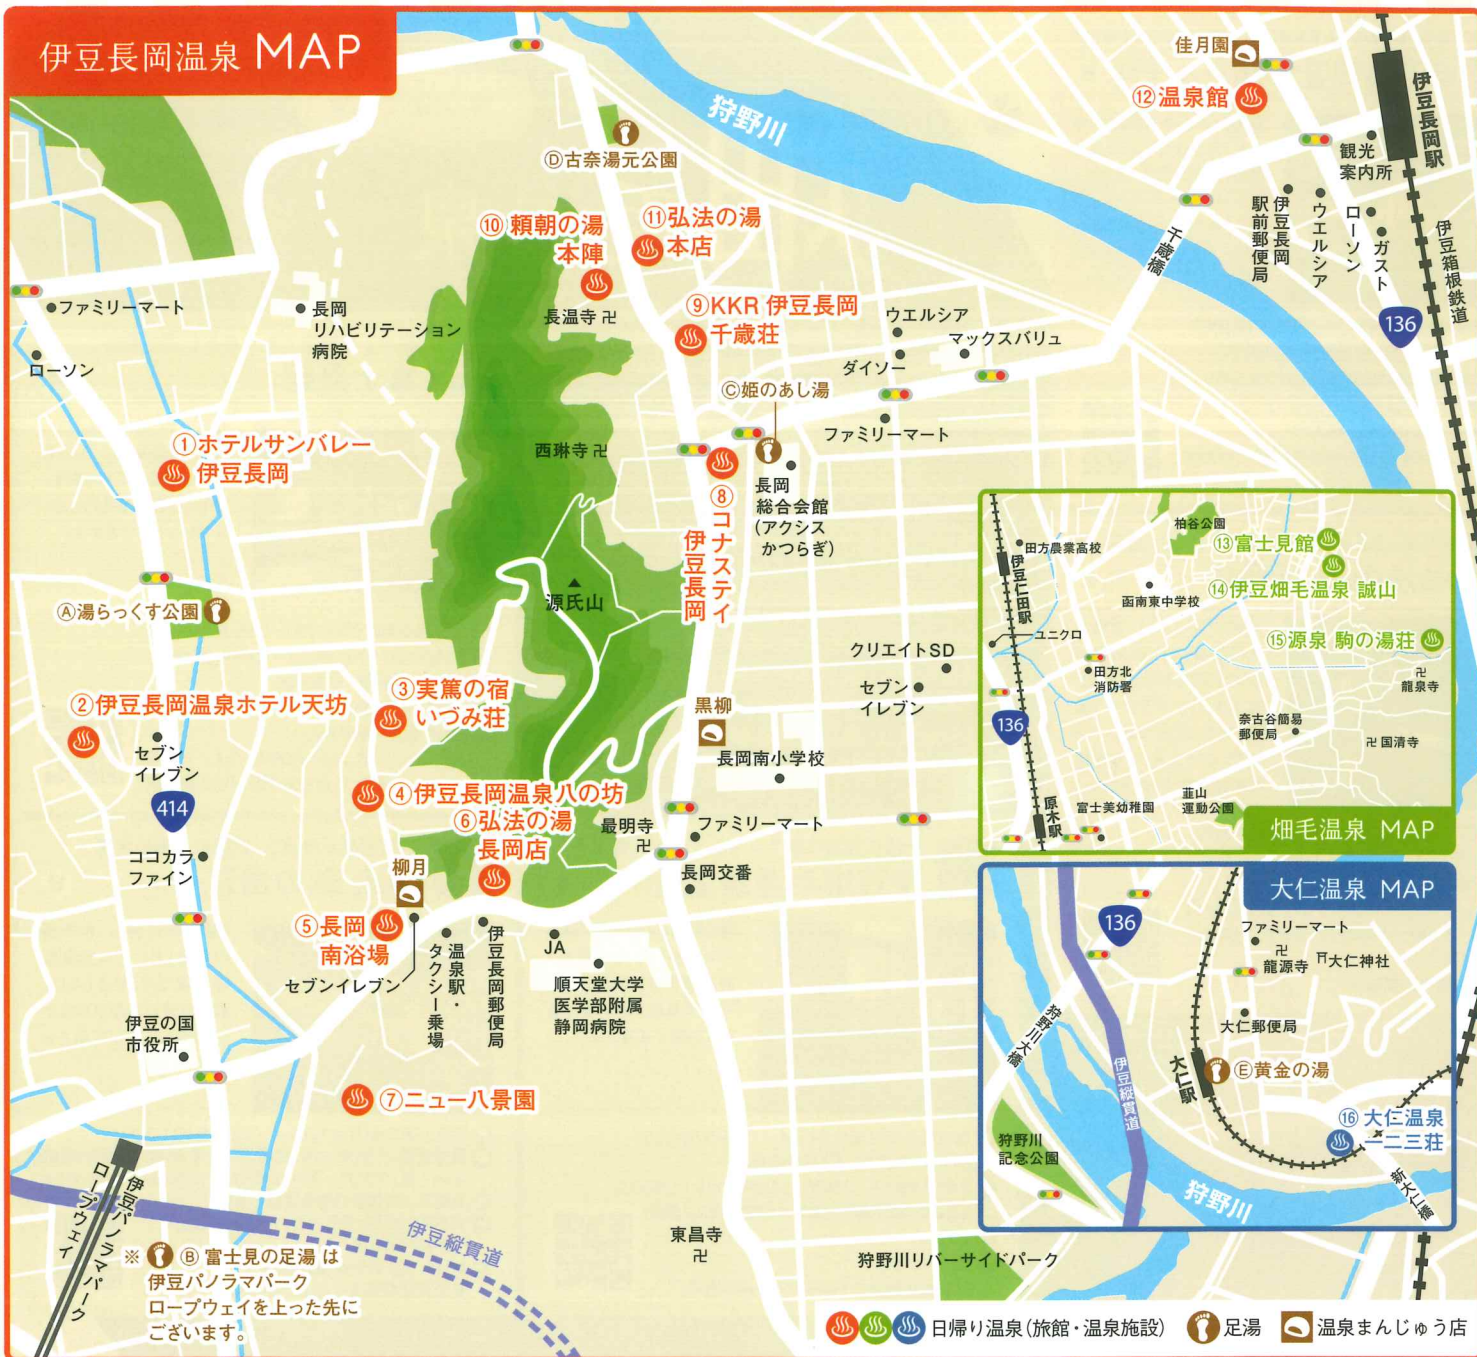 伊豆長岡温泉 MAP
狩野川
佳月園
⑫温泉館
伊豆長岡駅
観光
案内所
伊豆長岡
駅前郵便局
ウエルシア
ローソン
ガスト
伊豆箱根鉄道
136
千歳橋
Ⓓ古奈湯元公園
⑩頼朝の湯
本陣
⑪弘法の湯
本店
長温寺 卍
⑨KKR 伊豆長岡
千歳荘
ウエルシア
マックスバリュ
ダイソー
Ⓒ姫のあし湯
ファミリーマート
ファミリーマート
長岡
リハビリテーション
病院
ローソン
①ホテルサンバレー
伊豆長岡
西琳寺 卍
長岡
総合会館
(アクシス
かつらぎ)
⑧コナステイ
伊豆長岡
源氏山
Ⓐ湯らっくす公園
②伊豆長岡温泉ホテル天坊
セブン
イレブン
414
③実篤の宿
いづみ荘
④伊豆長岡温泉八の坊
⑥弘法の湯
長岡店
クリエイトSD
セブン
イレブン
黒柳
長岡南小学校
最明寺
卍
ファミリーマート
長岡交番
ココカラ
ファイン
柳月
⑤長岡
南浴場
セブンイレブン
温泉駅・
タクシー乗場
伊豆長岡郵便局
JA
順天堂大学
医学部附属
静岡病院
伊豆の国
市役所
⑦ニュー八景園
伊豆パノラマパーク
ロープウェイ
伊豆縦貫道
※ Ⓑ 富士見の足湯 は
伊豆パノラマパーク
ロープウェイを上った先に
ございます。
東昌寺
卍
狩野川リバーサイドパーク
柏谷公園
田方農業高校
伊豆仁田駅
⑬富士見館
⑭伊豆畑毛温泉 誠山
函南東中学校
ユニクロ
⑮源泉 駒の湯荘
田方北
消防署
卍
龍泉寺
136
奈古谷簡易
郵便局
卍国清寺
原木駅
富士美幼稚園
韮山
運動公園
畑毛温泉 MAP
大仁温泉 MAP
136
ファミリーマート
卍
龍源寺
大仁神社
狩野川大橋
大仁郵便局
伊豆縦貫道
大仁駅
Ⓔ黄金の湯
⑯大仁温泉
一二三荘
狩野川
記念公園
狩野川
新大仁橋
日帰り温泉(旅館・温泉施設)
足湯
温泉まんじゅう店